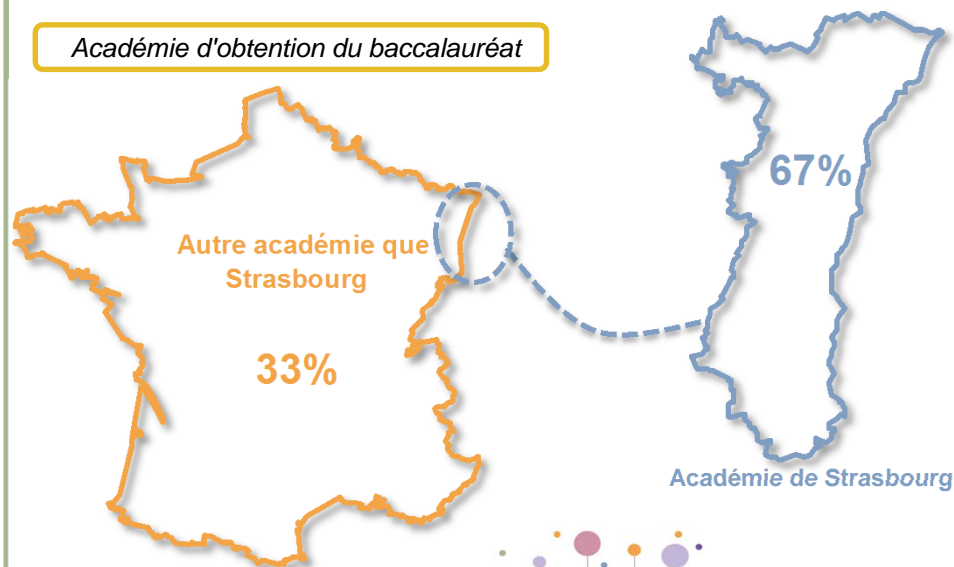 Académie d'obtention du baccalauréat
67%
Autre académie que
Strasbourg
33%
Académie de Strasbourg